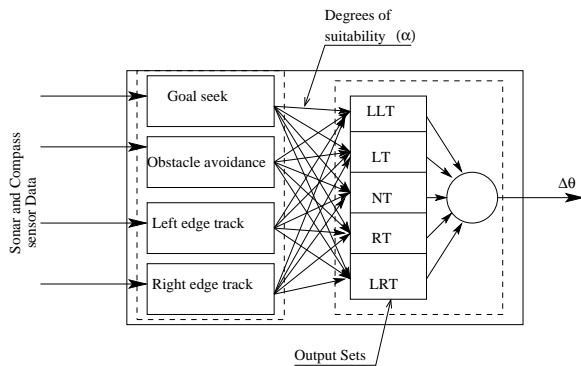 Degrees of
suitability (α)
Sonar and Compass
sensor Data
Goal seek
Obstacle avoidance
Left edge track
Right edge track
LLT
LT
NT
RT
LRT
Δθ
Output Sets